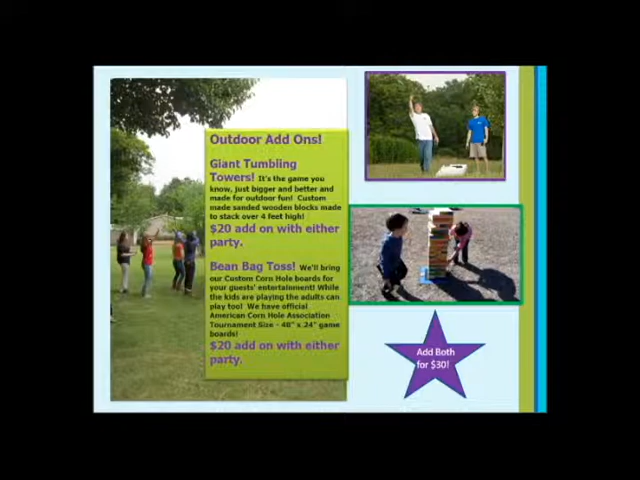 Outdoor Add Ons!
Giant Tumbling
Towers! It's the game you
know, just bigger and better and
made for outdoor fun! Custom
made sanded wooden blocks made
to stack over 4 feet high!
$20 add on with either
party.
Bean Bag Toss! We'll bring
our Custom Corn Hole boards for
your guests' entertainment! While
the kids are playing the adults can
play too! We have official
American Corn Hole Association
Tournament Size - 48" x 24" game
boards!
$20 add on with either
party.
Add Both
for $30!